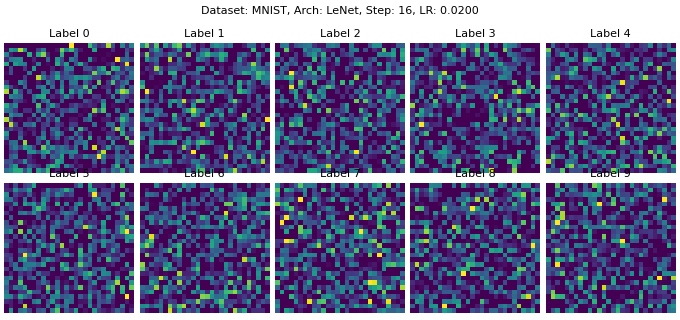 Dataset: MNIST, Arch: LeNet, Step: 16, LR: 0.0200
Label 0 Label 1 Label 2 Label 3 Label 4
Label 5 Label 6 Label 7 Label 8 Label 9